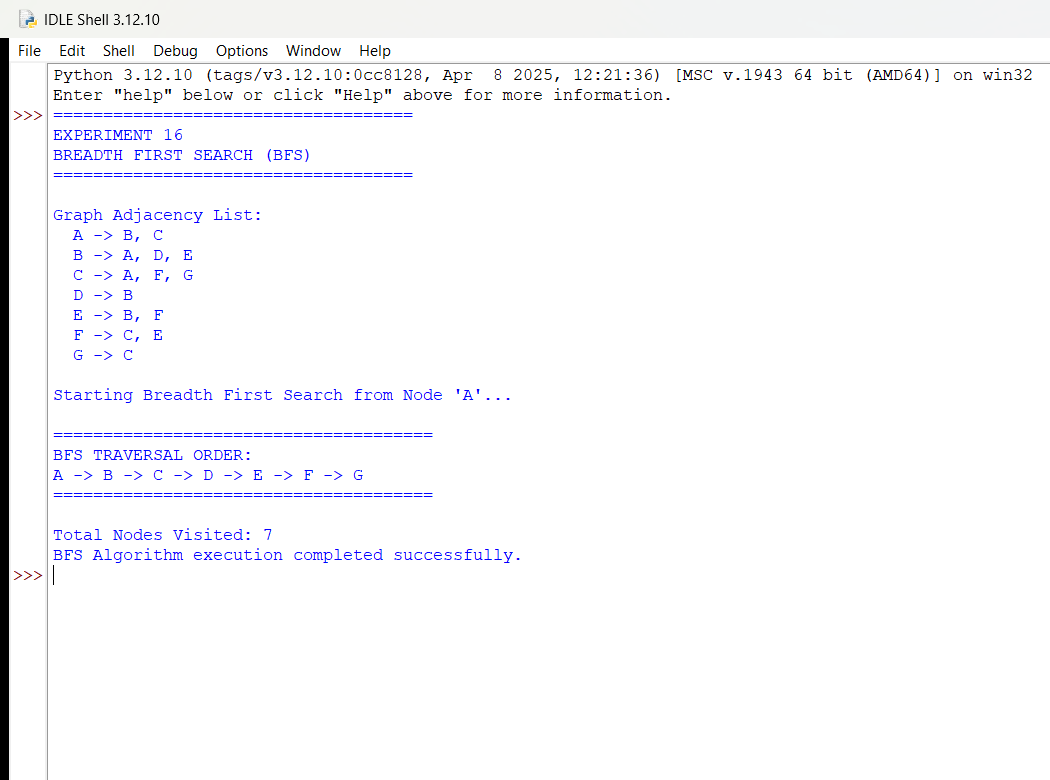 IDLE Shell 3.12.10
File Edit Shell Debug Options Window Help
Python 3.12.10 (tags/v3.12.10:0cc8128, Apr  8 2025, 12:21:36) [MSC v.1943 64 bit (AMD64)] on win32
Enter "help" below or click "Help" above for more information.
>>> ====================================
EXPERIMENT 16
BREADTH FIRST SEARCH (BFS)
====================================
Graph Adjacency List:
  A -> B, C
  B -> A, D, E
  C -> A, F, G
  D -> B
  E -> B, F
  F -> C, E
  G -> C
Starting Breadth First Search from Node 'A'...
======================================
BFS TRAVERSAL ORDER:
A -> B -> C -> D -> E -> F -> G
======================================
Total Nodes Visited: 7
BFS Algorithm execution completed successfully.
>>>